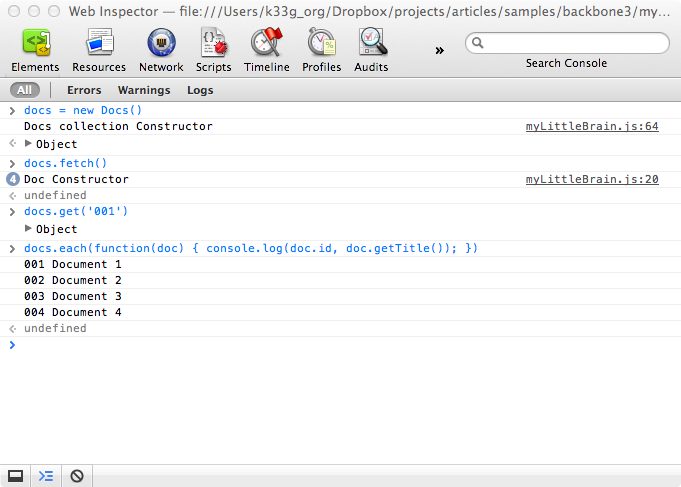 Web Inspector — file:///Users/k33g_org/Dropbox/projects/articles/samples/backbone3/my…
Elements Resources Network Scripts Timeline Profiles Audits » Search Console
All Errors Warnings Logs
> docs = new Docs()
Docs collection Constructor myLittleBrain.js:64
Object
> docs.fetch()
4 Doc Constructor myLittleBrain.js:20
undefined
> docs.get('001')
Object
> docs.each(function(doc) { console.log(doc.id, doc.getTitle()); })
001 Document 1
002 Document 2
003 Document 3
004 Document 4
undefined
>